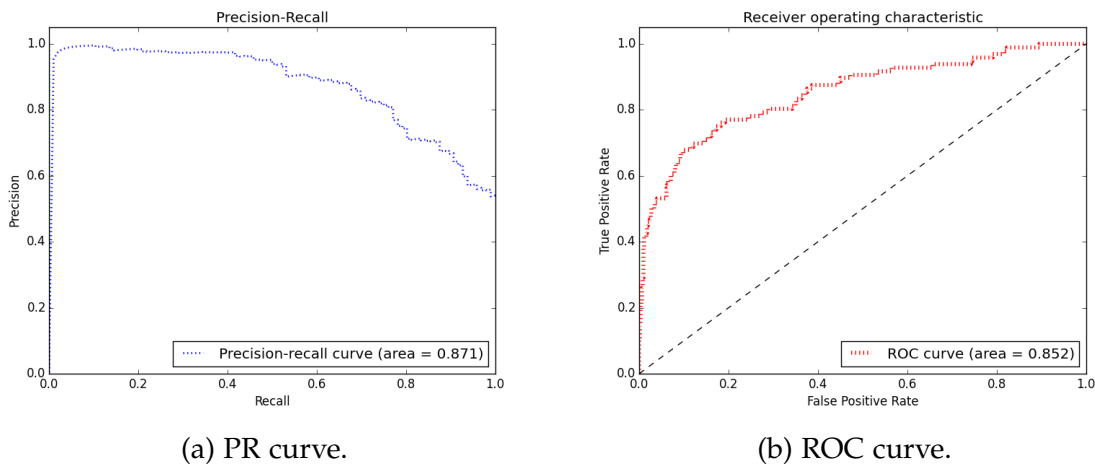 Precision-Recall
1.0
0.8
0.6
0.4
0.2
0.0
Precision
0.0 0.2 0.4 0.6 0.8 1.0
Recall
Precision-recall curve (area = 0.871)
(a) PR curve.
Receiver operating characteristic
1.0
0.8
0.6
0.4
0.2
0.0
True Positive Rate
0.0 0.2 0.4 0.6 0.8 1.0
False Positive Rate
ROC curve (area = 0.852)
(b) ROC curve.